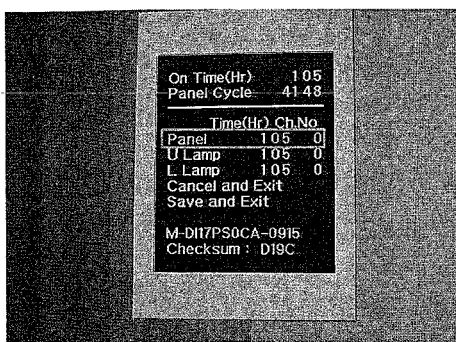 On Time(Hr) 105
Panel Cycle 4148
Time(Hr) Ch.No
Panel 105 0
U Lamp 105 0
L Lamp 105 0
Cancel and Exit
Save and Exit
M-DI17PS0CA-0915
Checksum : D19C